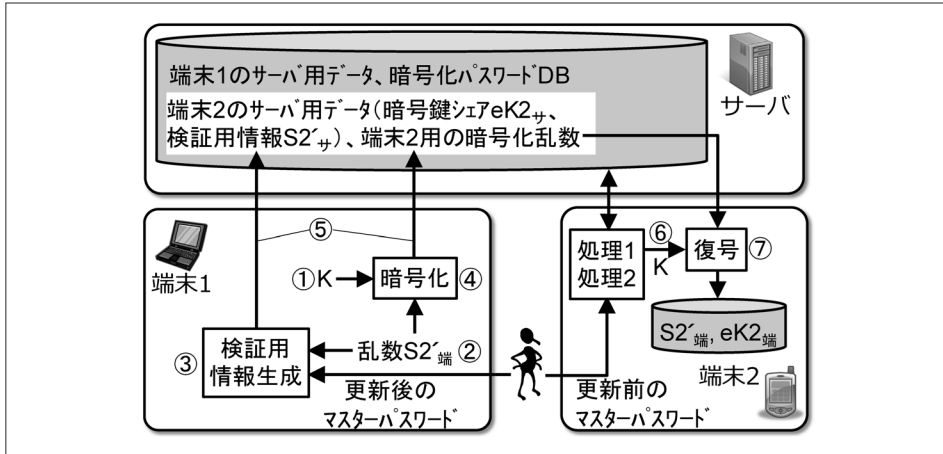 端末1のサーバ用データ、暗号化パスワードDB
端末2のサーバ用データ(暗号鍵シェアeK2サ、
検証用情報S2´サ)、端末2用の暗号化乱数
サーバ
⑤
端末1
①K
暗号化
④
③
検証用
情報生成
乱数S2´端
②
更新後の
マスターパスワード
処理1
処理2
⑥
K
復号
⑦
S2´端, eK2端
端末2
更新前の
マスターパスワード